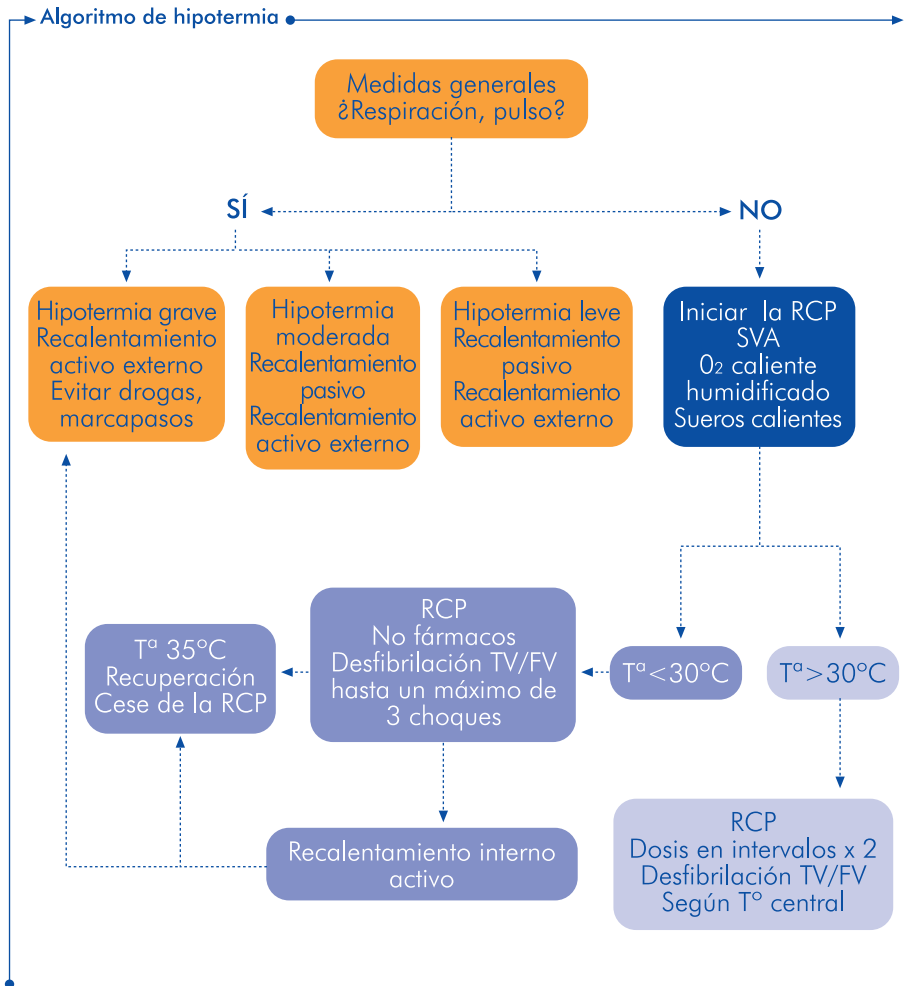 Algoritmo de hipotermia
Medidas generales
¿Respiración, pulso?
SÍ
NO
Hipotermia grave
Recalentamiento
activo externo
Evitar drogas,
marcapasos
Hipotermia
moderada
Recalentamiento
pasivo
Recalentamiento
activo externo
Hipotermia leve
Recalentamiento
pasivo
Recalentamiento
activo externo
Iniciar la RCP
SVA
0₂ caliente
humidificado
Sueros calientes
Tª 35ºC
Recuperación
Cese de la RCP
RCP
No fármacos
Desfibrilación TV/FV
hasta un máximo de
3 choques
Tª<30ºC
Tª>30ºC
Recalentamiento interno
activo
RCP
Dosis en intervalos x 2
Desfibrilación TV/FV
Según Tº central